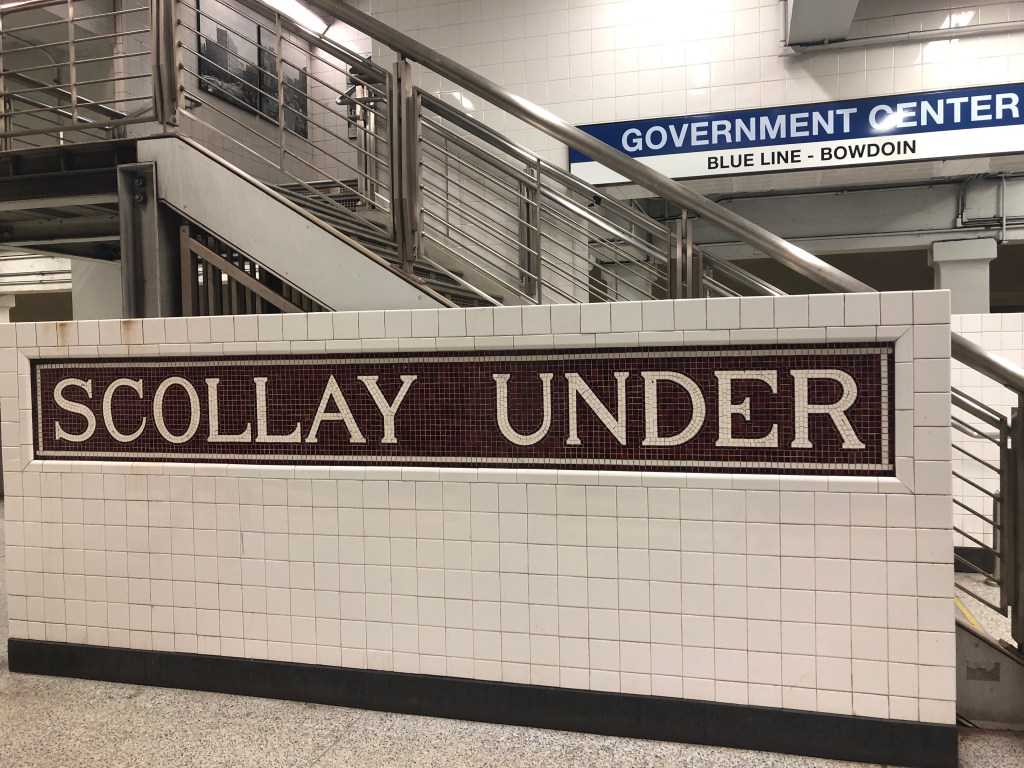 GOVERNMENT CENTER
BLUE LINE - BOWDOIN
SCOLLAY UNDER